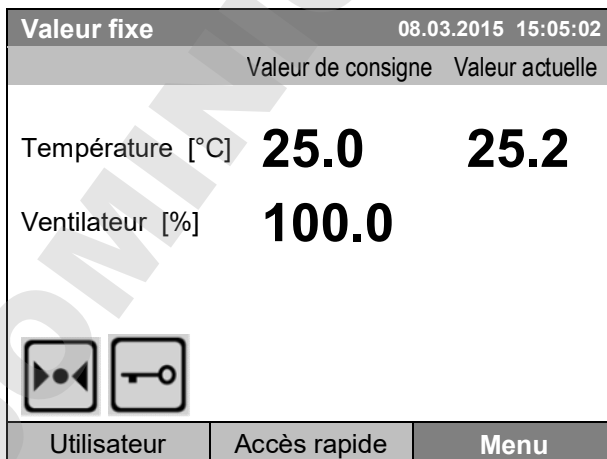 Valeur fixe 08.03.2015 15:05:02
Valeur de consigne Valeur actuelle
Température [°C] 25.0 25.2
Ventilateur [%] 100.0
Utilisateur Accès rapide Menu